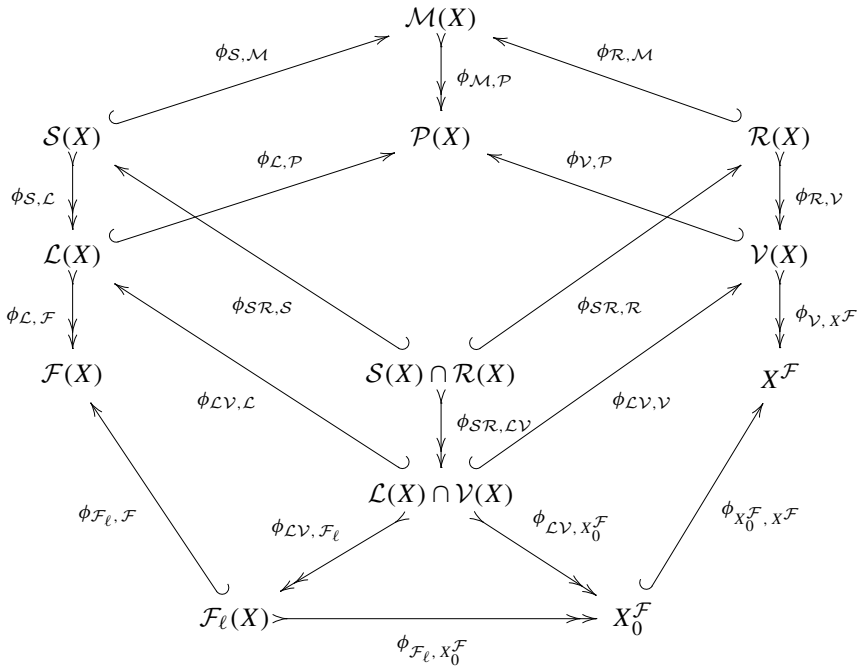 ℳ(X)
ϕ_{𝒮,ℳ} ϕ_{ℛ,ℳ}
ϕ_{ℳ,𝒫}
𝒮(X) 𝒫(X) ℛ(X)
ϕ_{ℒ,𝒫} ϕ_{𝒱,𝒫}
ϕ_{𝒮,ℒ} ϕ_{ℛ,𝒱}
ℒ(X) 𝒱(X)
ϕ_{ℒ,ℱ} ϕ_{𝒮ℛ,𝒮} ϕ_{𝒮ℛ,ℛ} ϕ_{𝒱,X^ℱ}
ℱ(X) 𝒮(X) ∩ ℛ(X) X^ℱ
ϕ_{ℒ𝒱,ℒ} ϕ_{𝒮ℛ,ℒ𝒱} ϕ_{ℒ𝒱,𝒱}
ℒ(X) ∩ 𝒱(X)
ϕ_{ℱ_ℓ,ℱ} ϕ_{ℒ𝒱,ℱ_ℓ} ϕ_{ℒ𝒱,X_0^ℱ} ϕ_{X_0^ℱ,X^ℱ}
ℱ_ℓ(X) X_0^ℱ
ϕ_{ℱ_ℓ,X_0^ℱ}